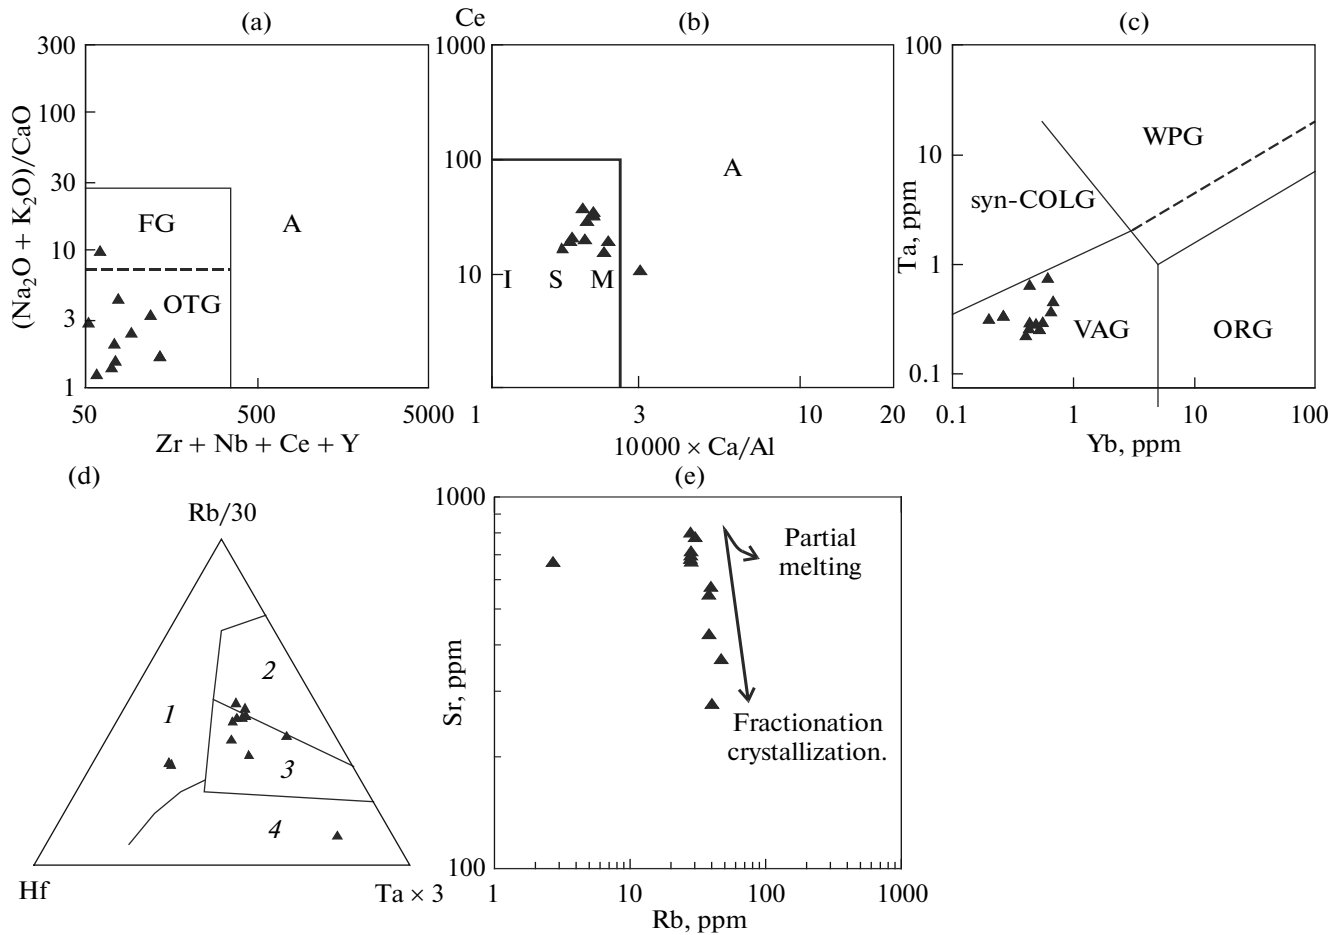 (a)
300
100
30
10
3
1
(Na2O + K2O)/CaO
FG
A
OTG
50
500
5000
Zr + Nb + Ce + Y
(b)
Ce
1000
100
10
A
I
S
M
1
3
10
20
10000 × Ca/Al
(c)
100
10
1
0.1
Ta, ppm
WPG
syn-COLG
VAG
ORG
0.1
1
10
100
Yb, ppm
(d)
Rb/30
2
1
3
4
Hf
Ta × 3
(e)
1000
100
Sr, ppm
Partial
melting
Fractionation
crystallization.
1
10
100
1000
Rb, ppm